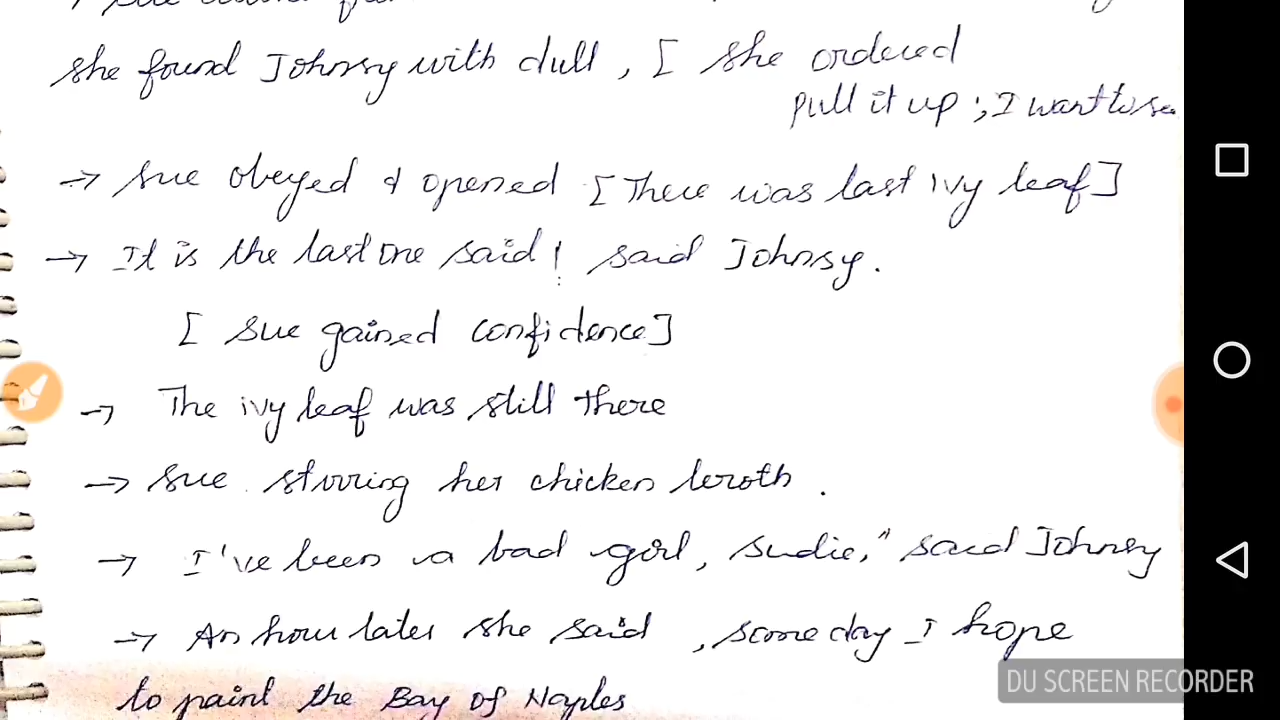 she found Johnsy with dull, [ she ordered
pull it up ; I want to se
→ Sue obeyed & opened [There was last ivy leaf]
→ It is the last one said! said Johnsy.
[ Sue gained confidence]
→ The ivy leaf was still there
→ Sue stirring her chicken broth.
→ I've been a bad girl, Sudie," said Johnsy
→ An hour later she said, some day I hope
to paint the Bay of Naples
DU SCREEN RECORDER